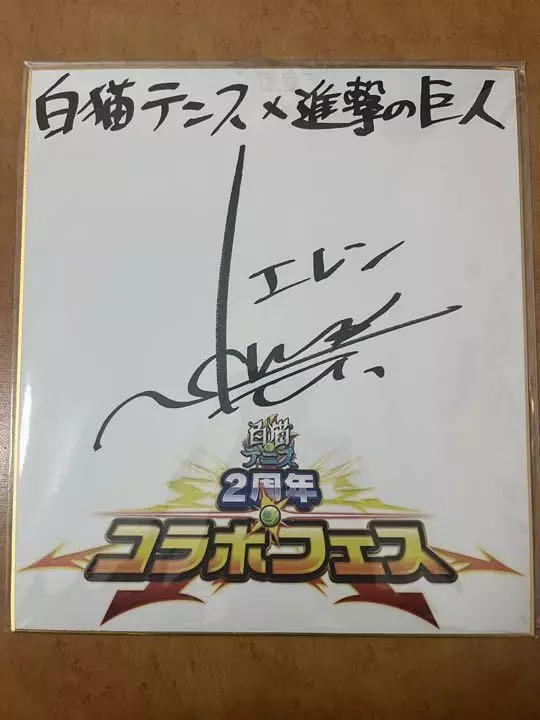 白猫テニス×進撃の巨人
エレン
白猫
テニス
2周年
コラボフェス